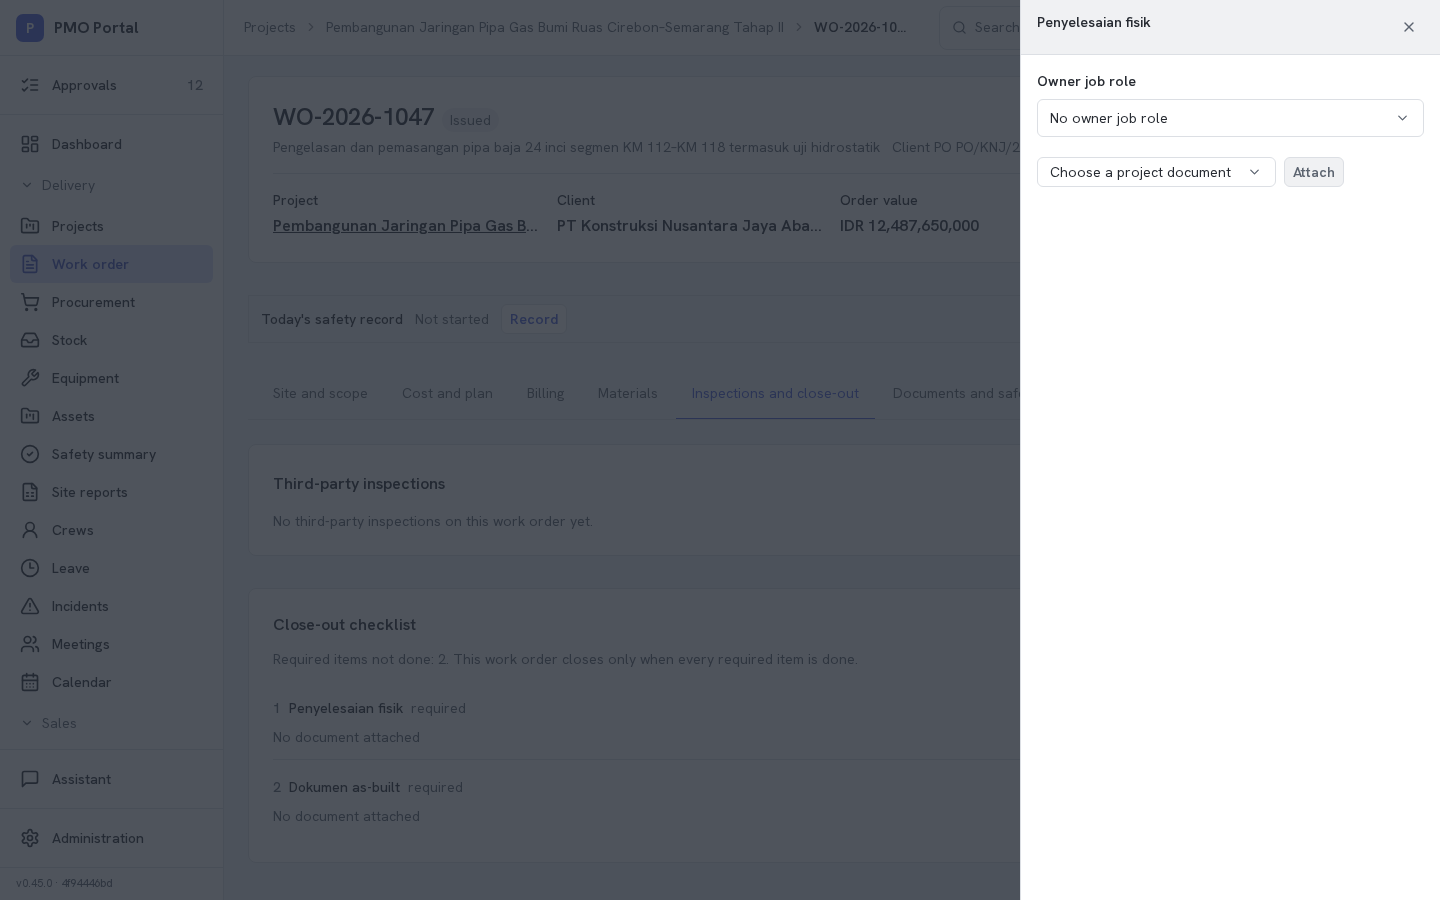 P PMO Portal
Approvals 12
Dashboard
Delivery
Projects
Work order
Procurement
Stock
Equipment
Assets
Safety summary
Site reports
Crews
Leave
Incidents
Meetings
Calendar
Sales
Assistant
Administration
v0.45.0 · 4f94446bd
Projects > Pembangunan Jaringan Pipa Gas Bumi Ruas Cirebon–Semarang Tahap II > WO-2026-10...
Search
WO-2026-1047 Issued
Pengelasan dan pemasangan pipa baja 24 inci segmen KM 112–KM 118 termasuk uji hidrostatik Client PO PO/KNJ/2
Project Client Order value
Pembangunan Jaringan Pipa Gas B... PT Konstruksi Nusantara Jaya Aba... IDR 12,487,650,000
Today's safety record Not started Record
Site and scope Cost and plan Billing Materials Inspections and close-out Documents and safe
Third-party inspections
No third-party inspections on this work order yet.
Close-out checklist
Required items not done: 2. This work order closes only when every required item is done.
1 Penyelesaian fisik required
No document attached
2 Dokumen as-built required
No document attached
Penyelesaian fisik
Owner job role
No owner job role
Choose a project document Attach